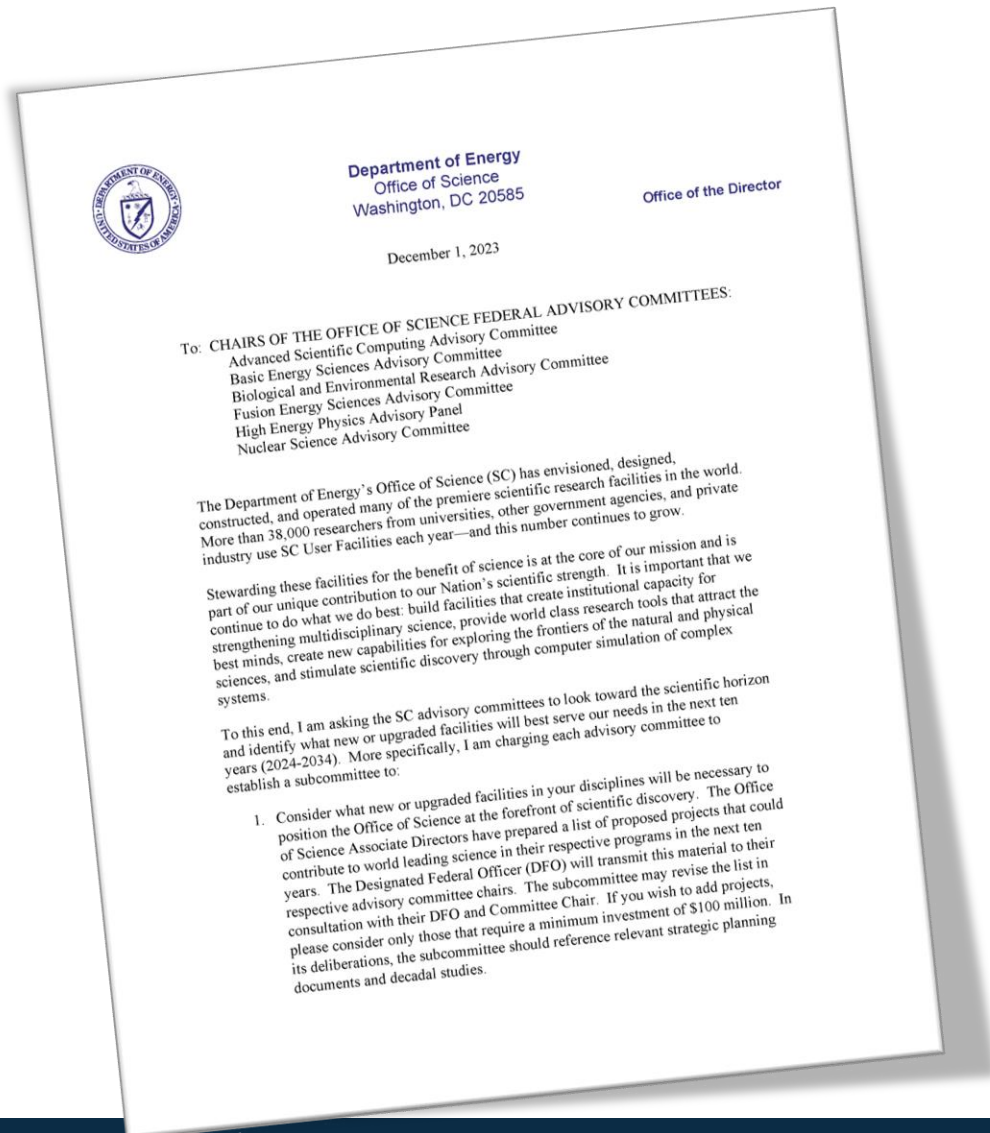 DEPARTMENT OF ENERGY
UNITED STATES OF AMERICA
Department of Energy
Office of Science
Washington, DC 20585
Office of the Director
December 1, 2023
To: CHAIRS OF THE OFFICE OF SCIENCE FEDERAL ADVISORY COMMITTEES:
Advanced Scientific Computing Advisory Committee
Basic Energy Sciences Advisory Committee
Biological and Environmental Research Advisory Committee
Fusion Energy Sciences Advisory Committee
High Energy Physics Advisory Panel
Nuclear Science Advisory Committee
The Department of Energy's Office of Science (SC) has envisioned, designed,
constructed, and operated many of the premiere scientific research facilities in the world.
More than 38,000 researchers from universities, other government agencies, and private
industry use SC User Facilities each year—and this number continues to grow.
Stewarding these facilities for the benefit of science is at the core of our mission and is
part of our unique contribution to our Nation's scientific strength. It is important that we
continue to do what we do best: build facilities that create institutional capacity for
strengthening multidisciplinary science, provide world class research tools that attract the
best minds, create new capabilities for exploring the frontiers of the natural and physical
sciences, and stimulate scientific discovery through computer simulation of complex
systems.
To this end, I am asking the SC advisory committees to look toward the scientific horizon
and identify what new or upgraded facilities will best serve our needs in the next ten
years (2024-2034). More specifically, I am charging each advisory committee to
establish a subcommittee to:
1. Consider what new or upgraded facilities in your disciplines will be necessary to
position the Office of Science at the forefront of scientific discovery. The Office
of Science Associate Directors have prepared a list of proposed projects that could
contribute to world leading science in their respective programs in the next ten
years. The Designated Federal Officer (DFO) will transmit this material to their
respective advisory committee chairs. The subcommittee may revise the list in
consultation with their DFO and Committee Chair. If you wish to add projects,
please consider only those that require a minimum investment of $100 million. In
its deliberations, the subcommittee should reference relevant strategic planning
documents and decadal studies.